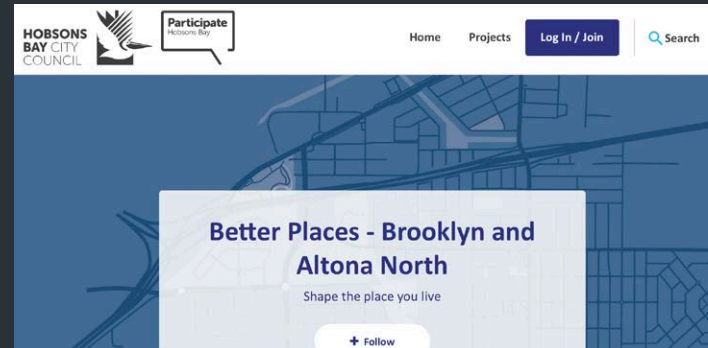 HOBSONS
BAY CITY
COUNCIL
Participate
Hobsons Bay
Home Projects Log In / Join Search
Better Places - Brooklyn and
Altona North
Shape the place you live
+ Follow